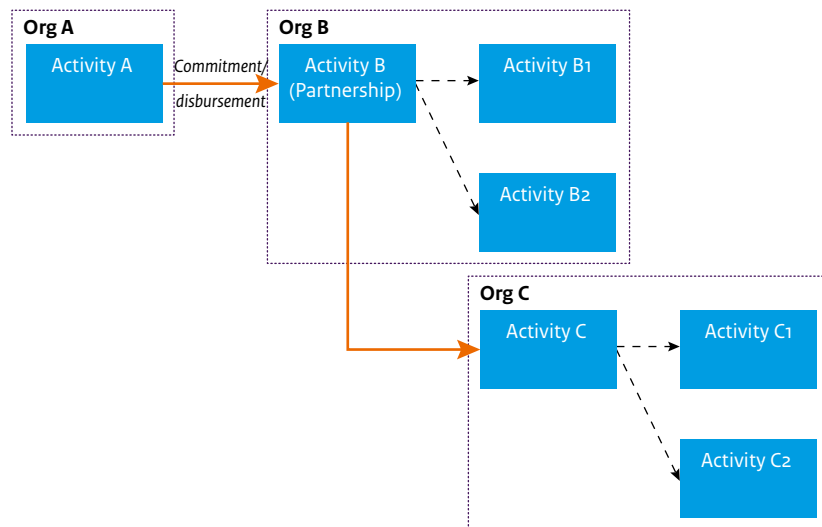 Org A
Activity A
Commitment/
disbursement
Org B
Activity B
(Partnership)
Activity B1
Activity B2
Org C
Activity C
Activity C1
Activity C2